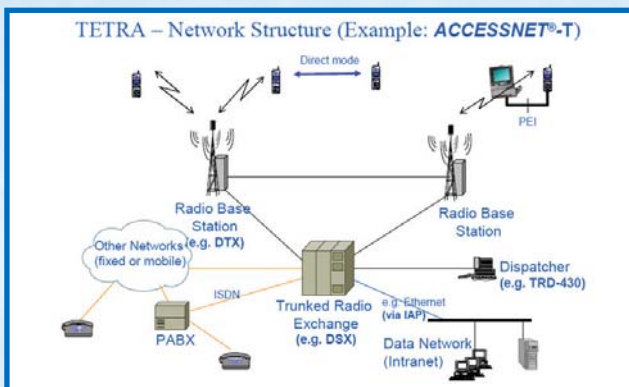 TETRA – Network Structure (Example: ACCESSNET®-T)
Direct mode
PEI
Radio Base
Station
(e.g. DTX)
Radio Base
Station
Other Networks
(fixed or mobile)
ISDN
PABX
Trunked Radio
Exchange
(e.g. DSX)
Dispatcher
(e.g. TRD-430)
e.g. Ethernet
(via IAP)
Data Network
(Intranet)